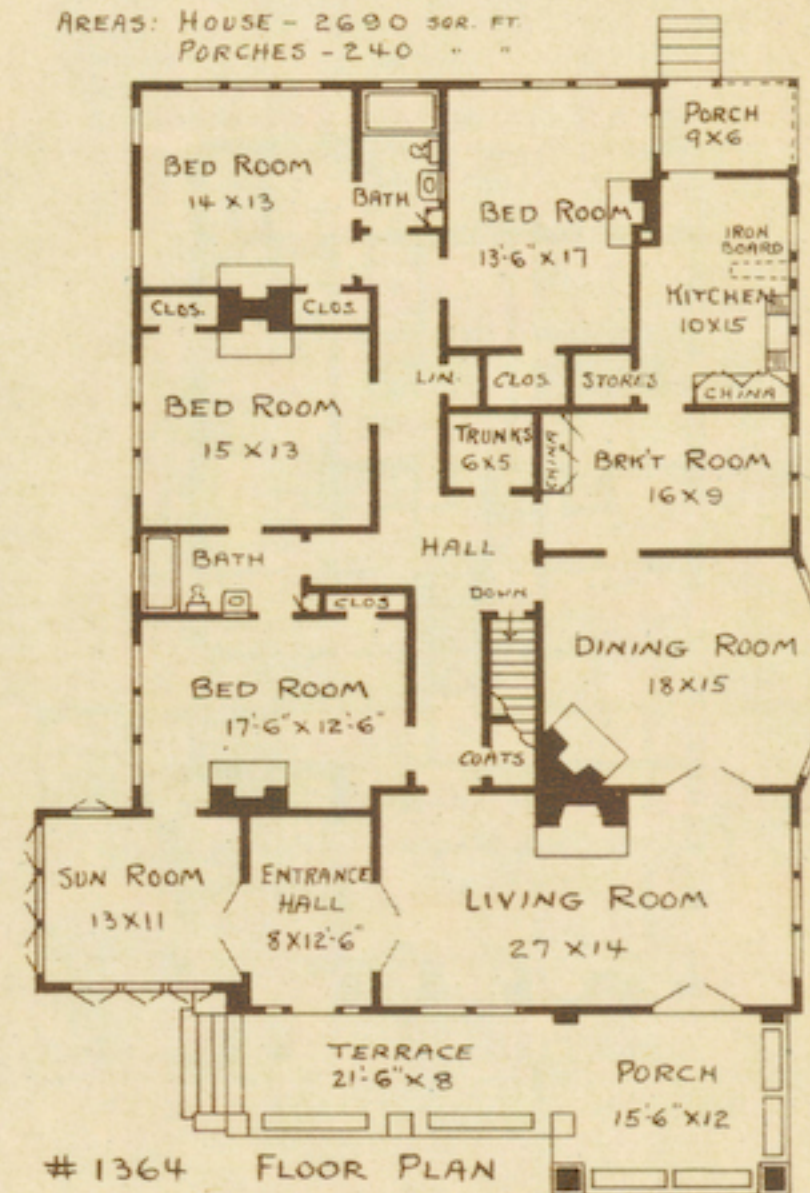 AREAS: HOUSE - 2690 SQR. FT.
PORCHES - 240 " "
PORCH
9X6
BED ROOM
14 X 13
BATH
BED ROOM
13'-6" X 17
IRON
BOARD
KITCHEN
10X15
CLOS.
CLOS
LIN.
CLOS
STORES
CHINA
BED ROOM
15 X 13
TRUNKS
6X5
CHINA
BRK'T ROOM
16 X 9
HALL
BATH
DOWN
CLOS
DINING ROOM
18X15
BED ROOM
17'-6" X 12'-6"
COATS
SUN ROOM
13X11
ENTRANCE
HALL
8X12'-6"
LIVING ROOM
27 X 14
TERRACE
21'-6" X 8
PORCH
15'-6" X12
# 1364 FLOOR PLAN